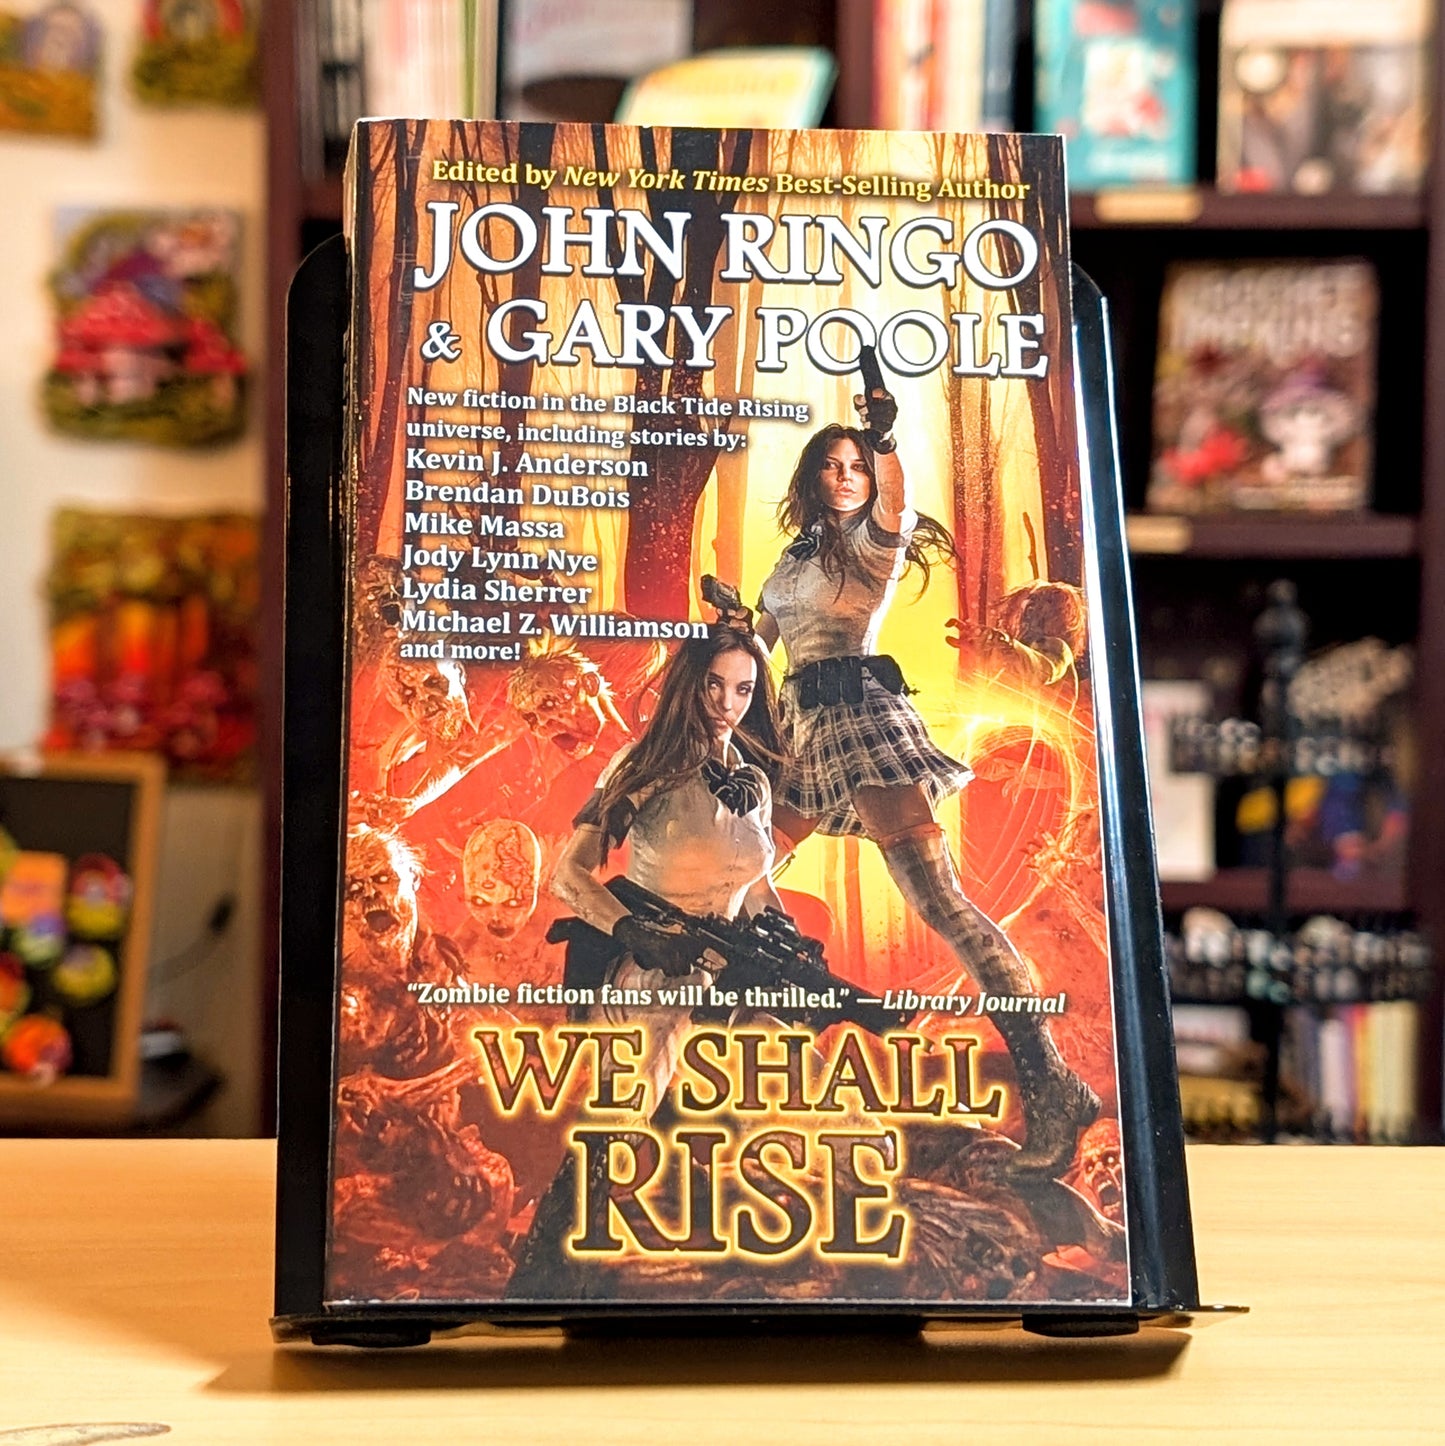 Edited by New York Times Best-Selling Author
JOHN RINGO
& GARY POOLE
New fiction in the Black Tide Rising
universe, including stories by:
Kevin J. Anderson
Brendan DuBois
Mike Massa
Jody Lynn Nye
Lydia Sherrer
Michael Z. Williamson
and more!
“Zombie fiction fans will be thrilled.” —Library Journal
WE SHALL
RISE